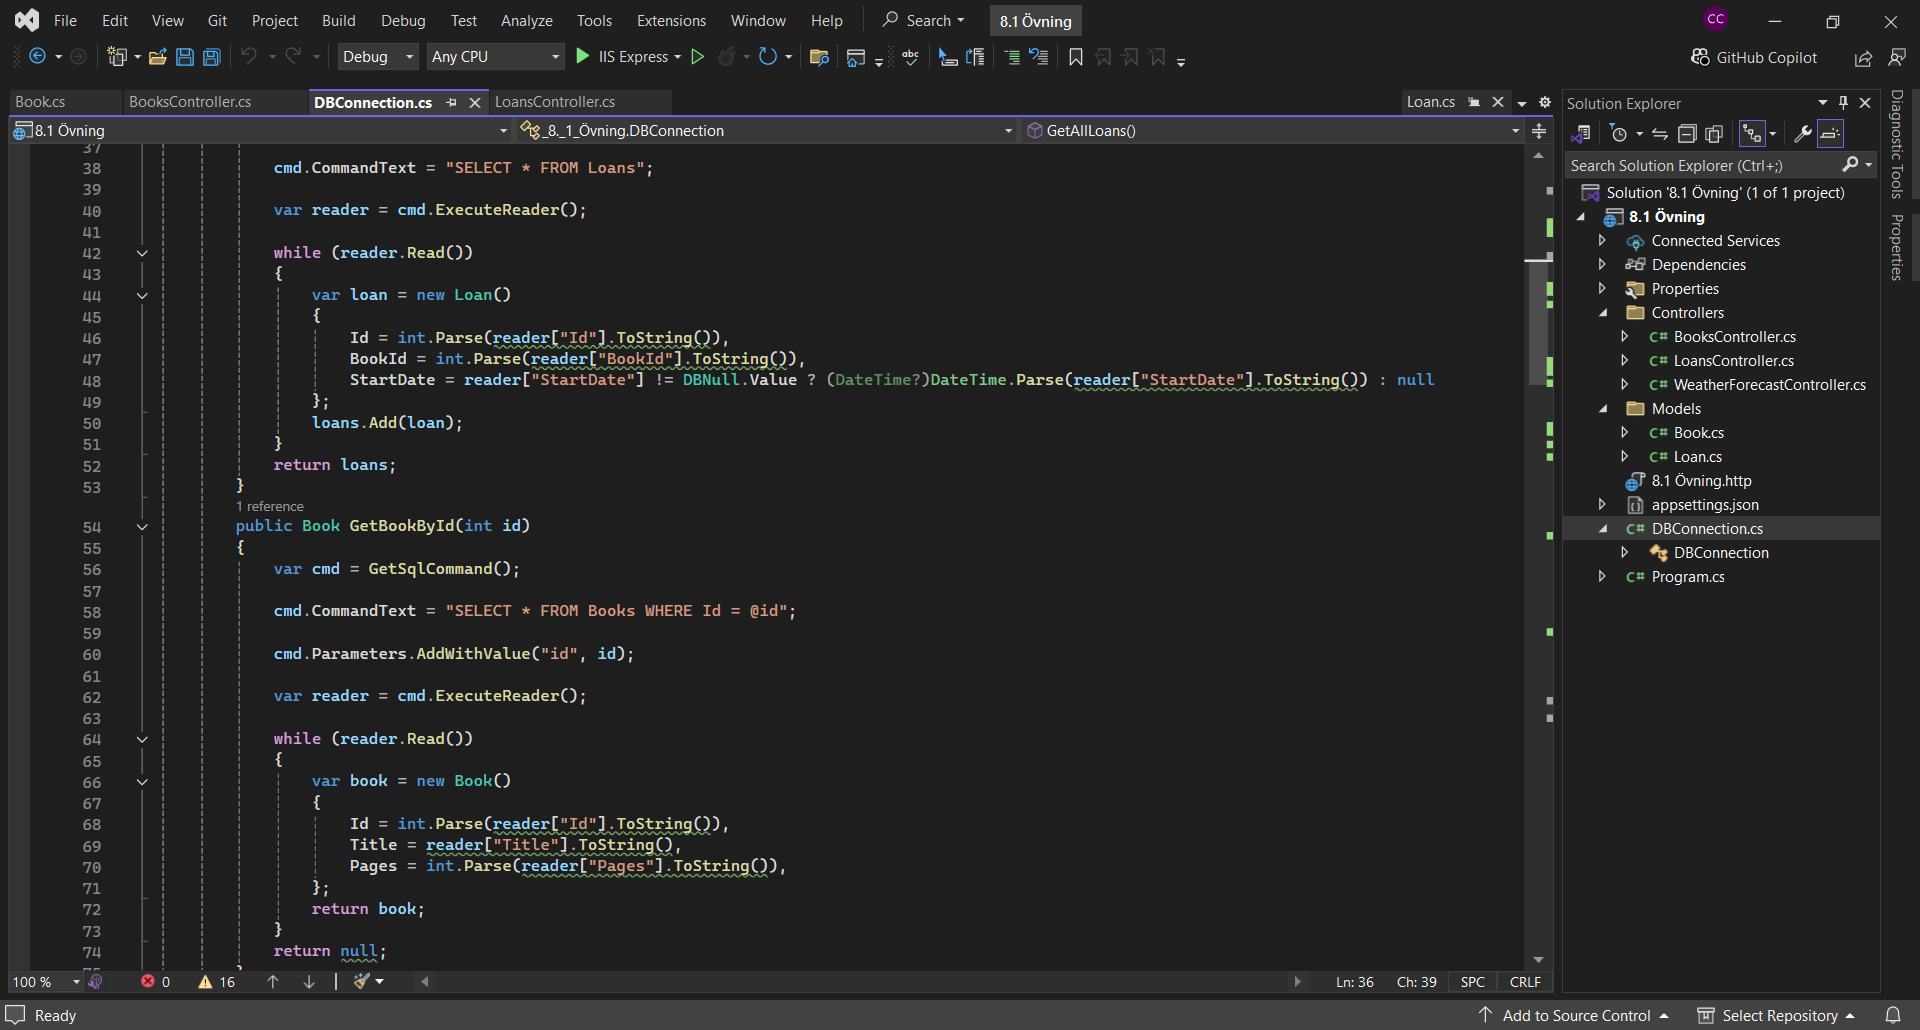 File Edit View Git Project Build Debug Test Analyze Tools Extensions Window Help Search 8.1 Övning CC
Debug Any CPU IIS Express abc GitHub Copilot
Book.cs BooksController.cs DBConnection.cs LoansController.cs Loan.cs
8.1 Övning _8._1_Övning.DBConnection GetAllLoans()
37
38 cmd.CommandText = "SELECT * FROM Loans";
39
40 var reader = cmd.ExecuteReader();
41
42 while (reader.Read())
43 {
44 var loan = new Loan()
45 {
46 Id = int.Parse(reader["Id"].ToString()),
47 BookId = int.Parse(reader["BookId"].ToString()),
48 StartDate = reader["StartDate"] != DBNull.Value ? (DateTime?)DateTime.Parse(reader["StartDate"].ToString()) : null
49 };
50 loans.Add(loan);
51 }
52 return loans;
53 }
1 reference
54 public Book GetBookById(int id)
55 {
56 var cmd = GetSqlCommand();
57
58 cmd.CommandText = "SELECT * FROM Books WHERE Id = @id";
59
60 cmd.Parameters.AddWithValue("id", id);
61
62 var reader = cmd.ExecuteReader();
63
64 while (reader.Read())
65 {
66 var book = new Book()
67 {
68 Id = int.Parse(reader["Id"].ToString()),
69 Title = reader["Title"].ToString(),
70 Pages = int.Parse(reader["Pages"].ToString()),
71 };
72 return book;
73 }
74 return null;
75 }
100 % 0 16 Ln: 36 Ch: 39 SPC CRLF
Solution Explorer
Search Solution Explorer (Ctrl+;)
Solution '8.1 Övning' (1 of 1 project)
8.1 Övning
Connected Services
Dependencies
Properties
Controllers
C# BooksController.cs
C# LoansController.cs
C# WeatherForecastController.cs
Models
C# Book.cs
C# Loan.cs
8.1 Övning.http
appsettings.json
C# DBConnection.cs
DBConnection
C# Program.cs
Diagnostic Tools
Properties
Ready Add to Source Control Select Repository